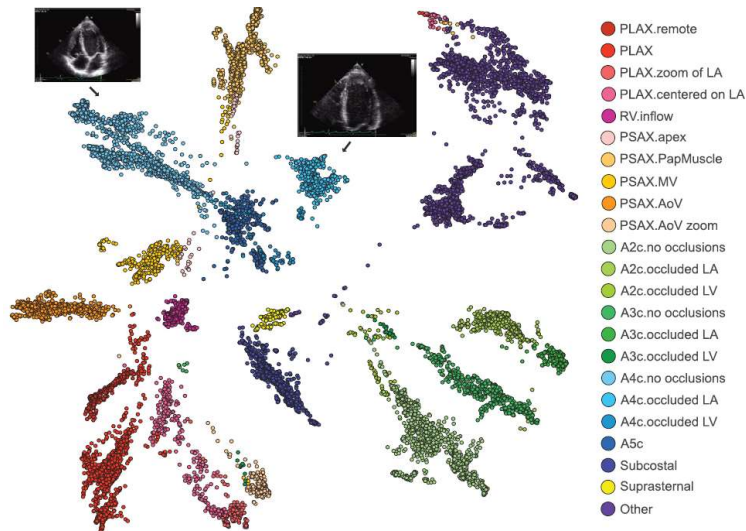 PLAX.remote
PLAX
PLAX.zoom of LA
PLAX.centered on LA
RV.inflow
PSAX.apex
PSAX.PapMuscle
PSAX.MV
PSAX.AoV
PSAX.AoV zoom
A2c.no occlusions
A2c.occluded LA
A2c.occluded LV
A3c.no occlusions
A3c.occluded LA
A3c.occluded LV
A4c.no occlusions
A4c.occluded LA
A4c.occluded LV
A5c
Subcostal
Suprasternal
Other